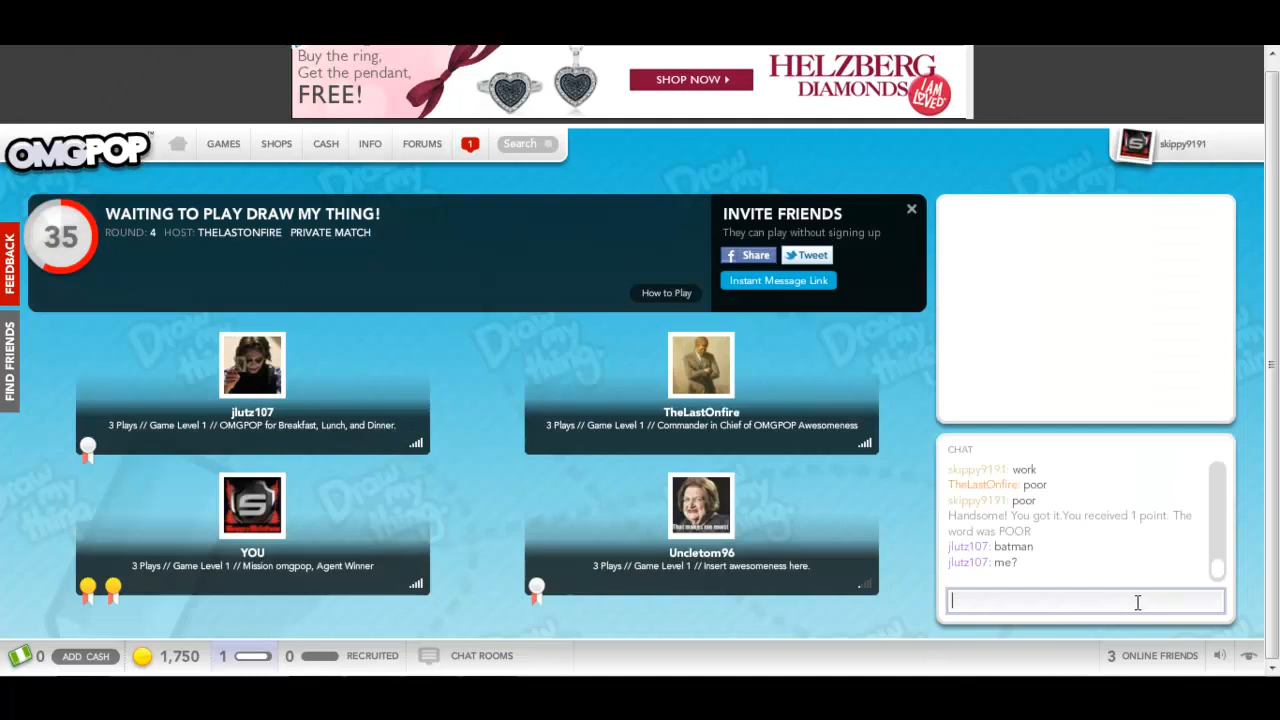 Buy the ring,
Get the pendant,
FREE!
SHOP NOW
HELZBERG
DIAMONDS
I AM
LOVED
OMGPOP
GAMES
SHOPS
CASH
INFO
FORUMS
1
Search
skippy9191
FEEDBACK
FIND FRIENDS
35
WAITING TO PLAY DRAW MY THING!
ROUND: 4 HOST: THELASTONFIRE PRIVATE MATCH
How to Play
INVITE FRIENDS
They can play without signing up
f Share
Tweet
Instant Message Link
jlutz107
3 Plays // Game Level 1 // OMGPOP for Breakfast, Lunch, and Dinner.
TheLastOnfire
3 Plays // Game Level 1 // Commander in Chief of OMGPOP Awesomeness
YOU
3 Plays // Game Level 1 // Mission omgpop, Agent Winner
That makes me moist
Uncletom96
3 Plays // Game Level 1 // Insert awesomeness here.
CHAT
skippy9191: work
TheLastOnfire: poor
skippy9191: poor
Handsome! You got it.You received 1 point. The
word was POOR
jlutz107: batman
jlutz107: me?
0
ADD CASH
1,750
1
0
RECRUITED
CHAT ROOMS
3 ONLINE FRIENDS